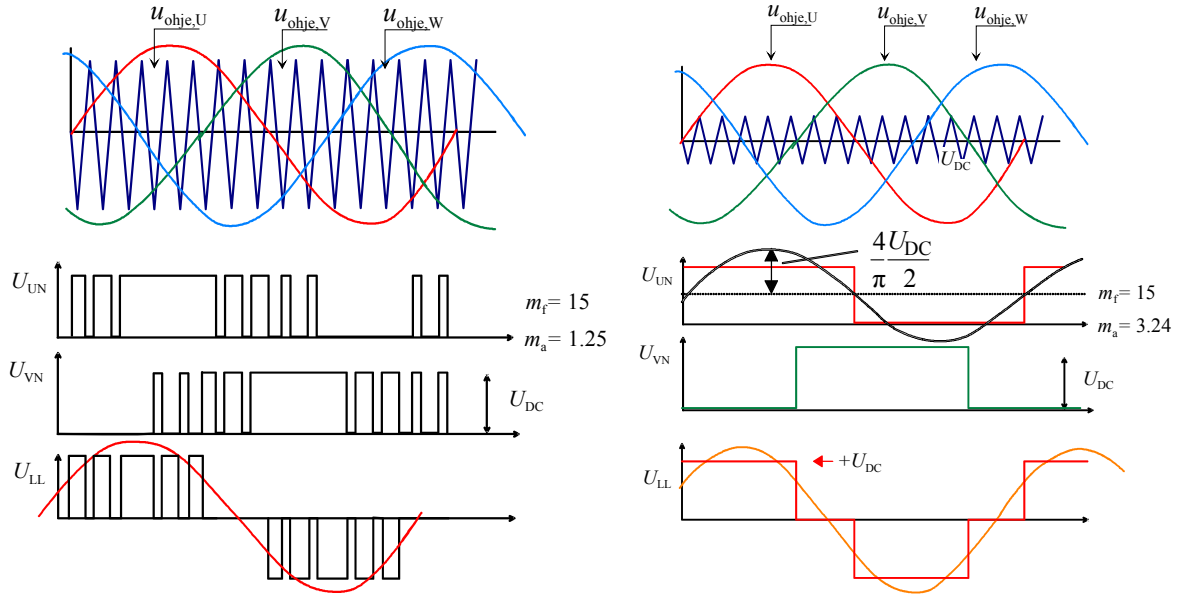 u_ohje,U
u_ohje,V
u_ohje,W
U_UN
m_f= 15
m_a= 1.25
U_VN
U_DC
U_LL
u_ohje,U
u_ohje,V
u_ohje,W
U_DC
4 U_DC
π 2
U_UN
m_f= 15
m_a= 3.24
U_VN
U_DC
+U_DC
U_LL